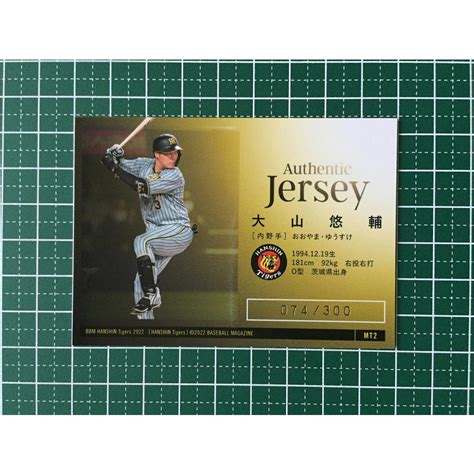 Authentic
Jersey
大山悠輔
[内野手] おおやま・ゆうすけ
1994.12.19生
181cm 92kg 右投右打
O型 茨城県出身
HANSHIN
Tigers
3
074/300
BBM HANSHIN Tigers 2022 / HANSHIN Tigers / ©2022 BASEBALL MAGAZINE
MT2